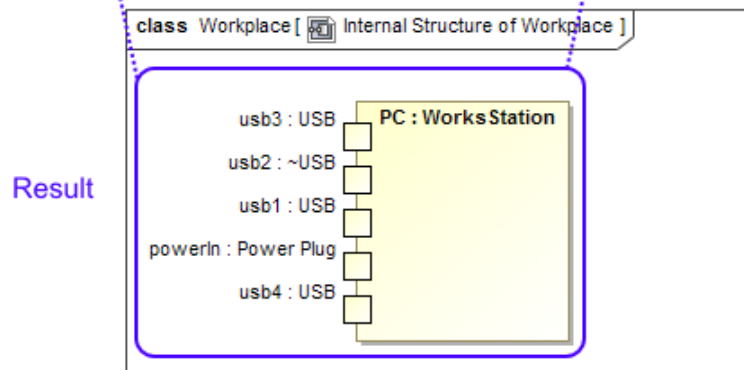 class Workplace [ Internal Structure of Workplace ]
usb3 : USB
PC : WorksStation
usb2 : ~USB
usb1 : USB
Result
powerIn : Power Plug
usb4 : USB